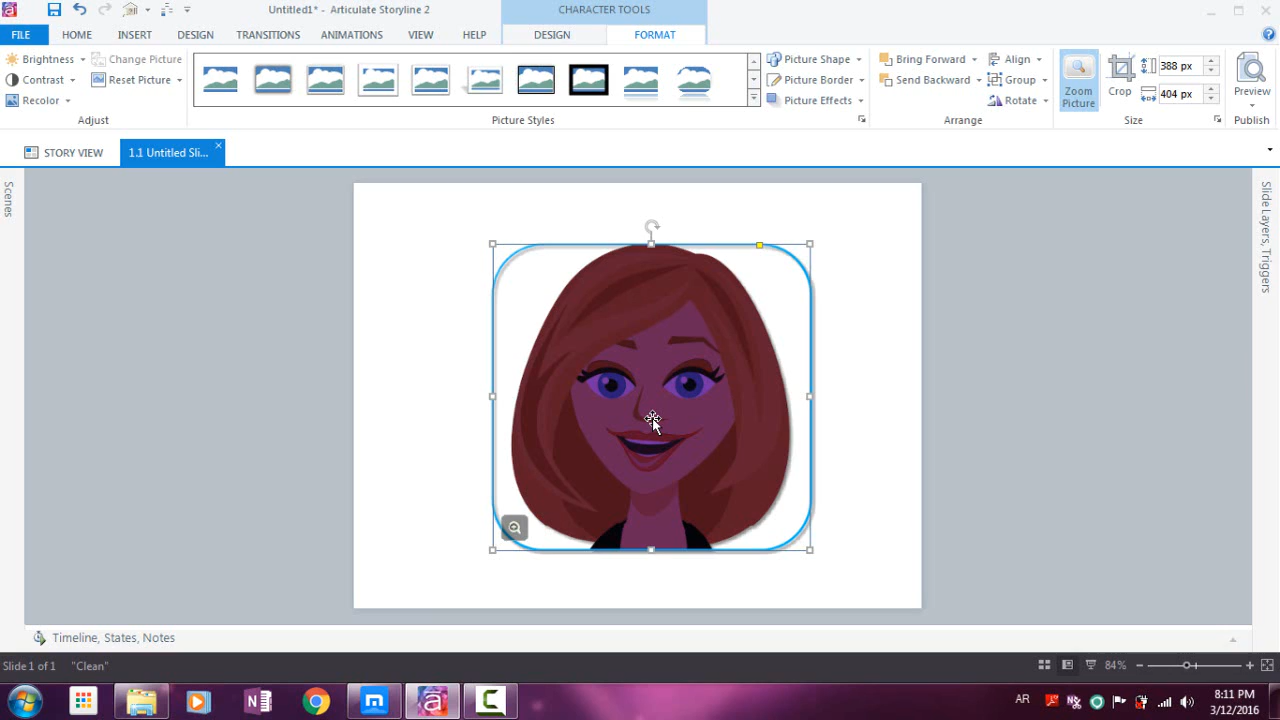 Untitled1* - Articulate Storyline 2
CHARACTER TOOLS
FILE
HOME
INSERT
DESIGN
TRANSITIONS
ANIMATIONS
VIEW
HELP
DESIGN
FORMAT
Brightness
Change Picture
Contrast
Reset Picture
Recolor
Adjust
Picture Styles
Picture Shape
Picture Border
Picture Effects
Bring Forward
Send Backward
Align
Group
Rotate
Arrange
Zoom Picture
Crop
388 px
404 px
Size
Preview
Publish
STORY VIEW
1.1 Untitled Sli...
Scenes
Slide Layers, Triggers
Timeline, States, Notes
Slide 1 of 1
"Clean"
84%
AR
8:11 PM
3/12/2016